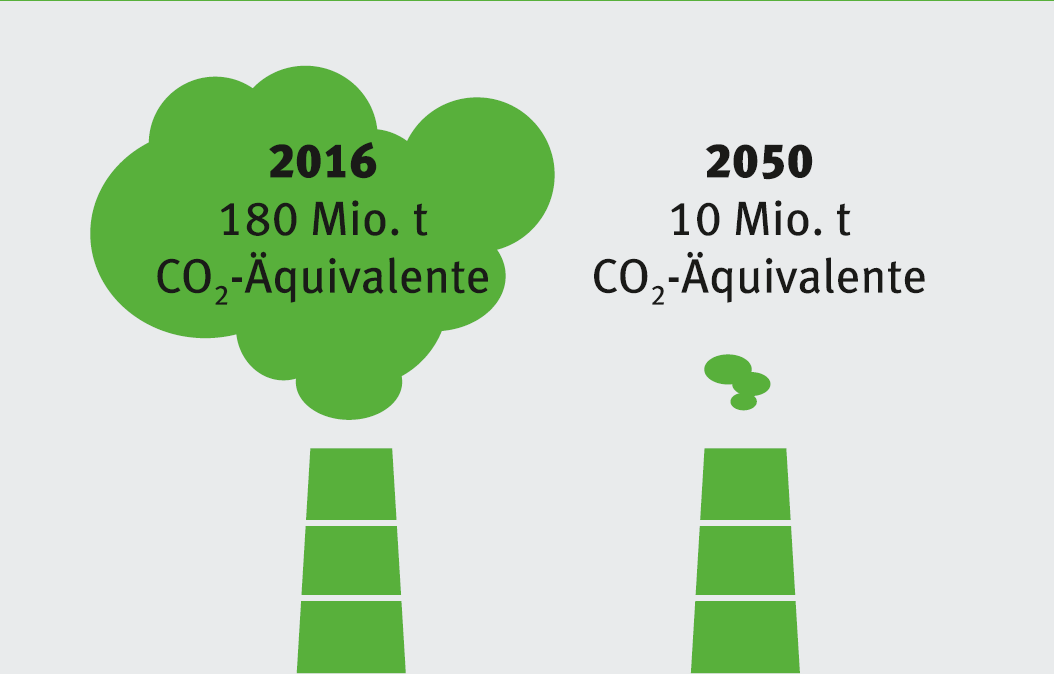 2016
180 Mio. t
CO₂-Äquivalente
2050
10 Mio. t
CO₂-Äquivalente